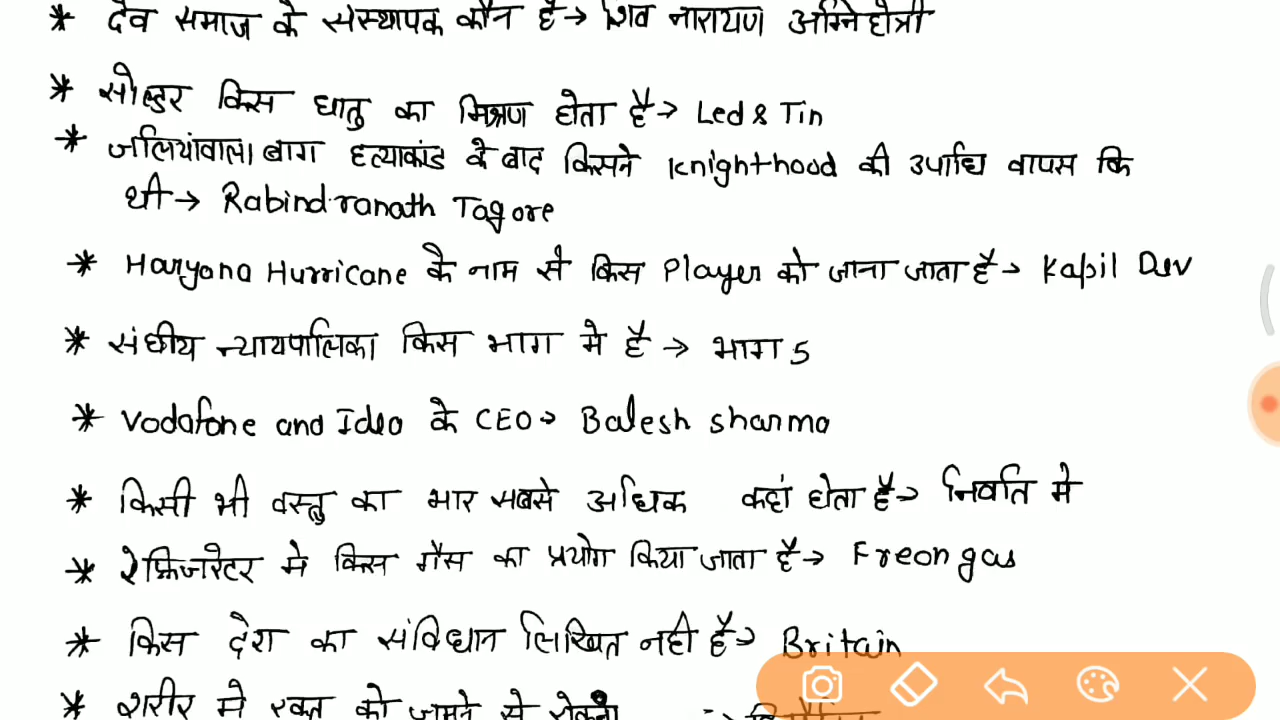 * देव समाज के संस्थापक कौन है → शिव नारायण अग्निहोत्री
* सोल्डर किस धातु का मिश्रण होता है → Led & Tin
* जलियांवाला बाग हत्याकांड के बाद किसने knighthood की उपाधि वापस कि
थी → Rabindranath Tagore
* Haryana Hurricane के नाम से किस Player को जाना जाता है → Kapil Dev
* संघीय न्यायपालिका किस भाग मे है → भाग 5
* Vodafone and Idea के CEO → Balesh sharma
* किसी भी वस्तु का भार सबसे अधिक कहां होता है → निर्वात मे
* रेफ्रिजरेटर मे किस गैस का प्रयोग किया जाता है → Freon gas
* किस देश का संविधान लिखित नही है → Britain
* शरीर मे रक्त को जामने से रोकना →